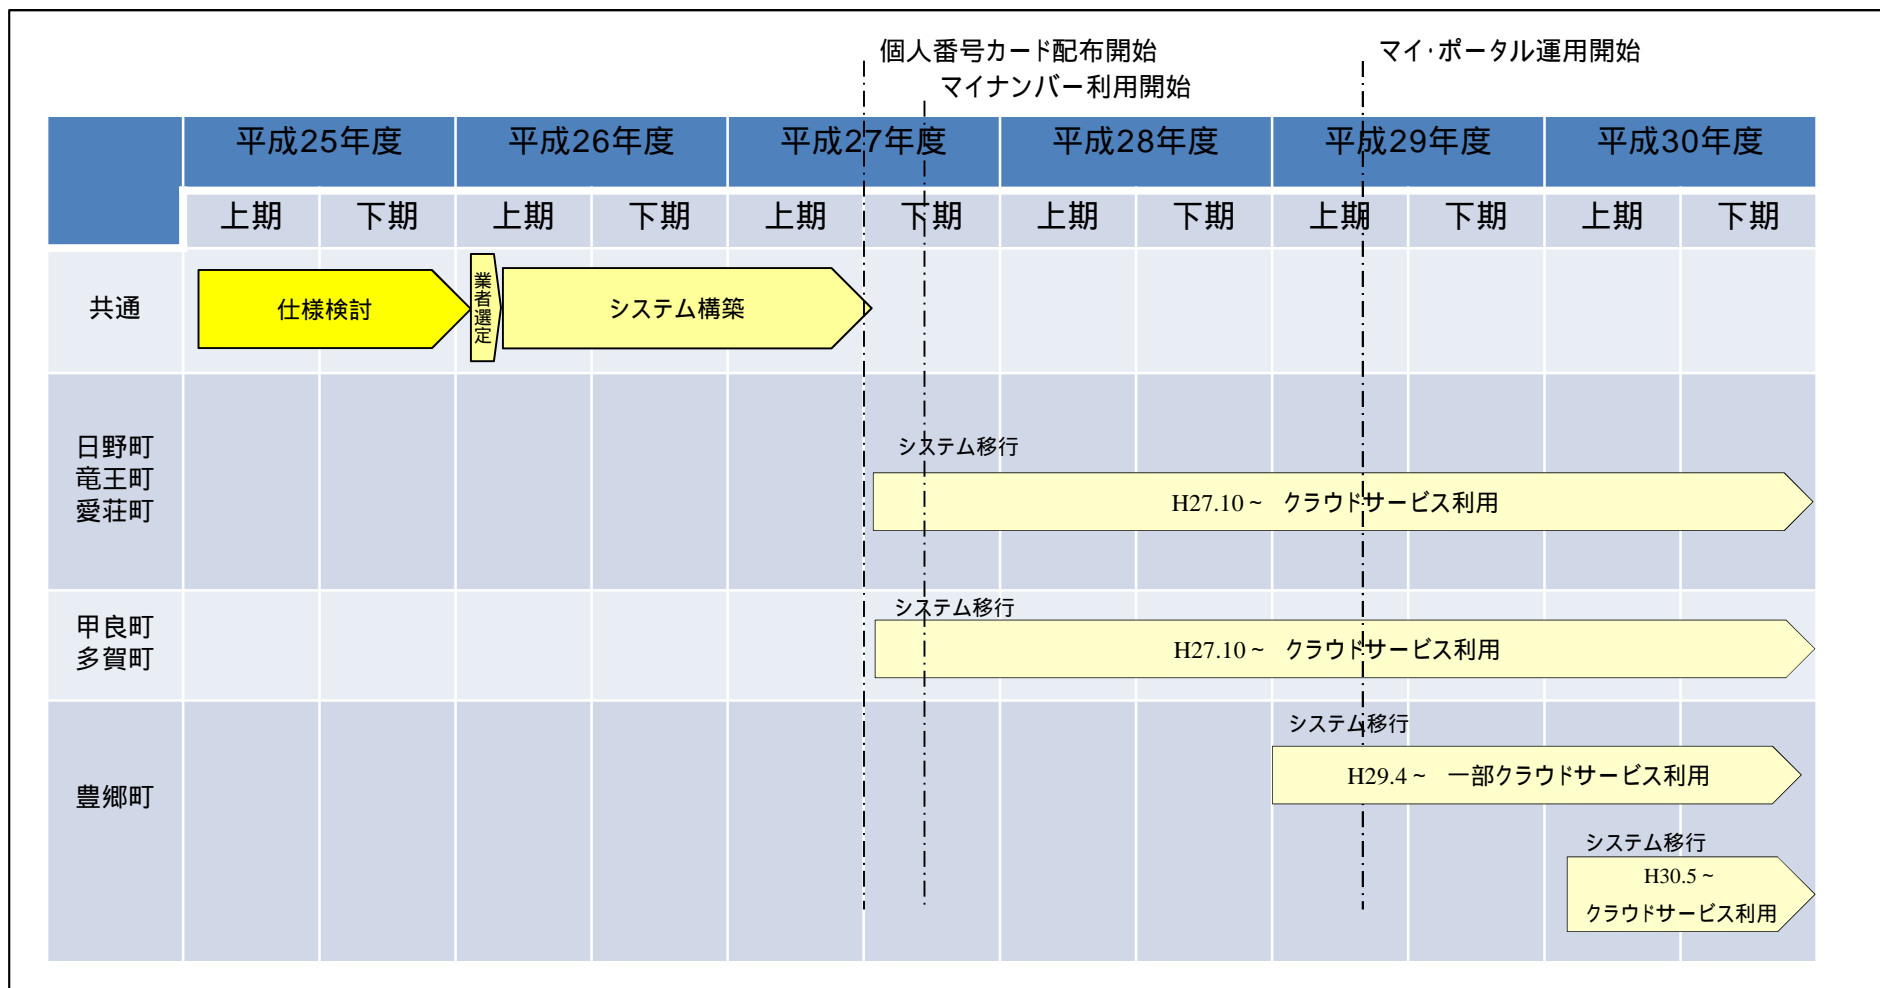 個人番号カード配布開始
マイ・ポータル運用開始
マイナンバー利用開始
平成25年度
平成26年度
平成27年度
平成28年度
平成29年度
平成30年度
上期
下期
上期
下期
上期
下期
上期
下期
上期
下期
上期
下期
共通
仕様検討
業者選定
システム構築
日野町
竜王町
愛荘町
システム移行
H27.10～ クラウドサービス利用
甲良町
多賀町
システム移行
H27.10～ クラウドサービス利用
豊郷町
システム移行
H29.4～ 一部クラウドサービス利用
システム移行
H30.5～
クラウドサービス利用